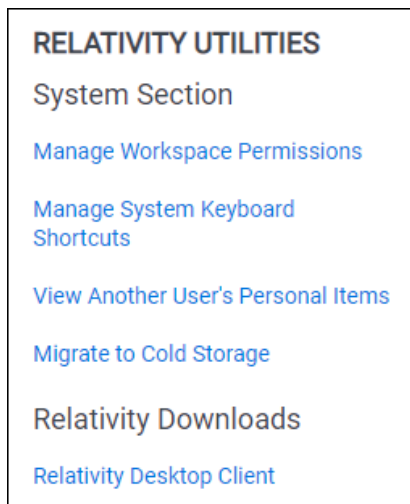 RELATIVITY UTILITIES
System Section
Manage Workspace Permissions
Manage System Keyboard
Shortcuts
View Another User's Personal Items
Migrate to Cold Storage
Relativity Downloads
Relativity Desktop Client